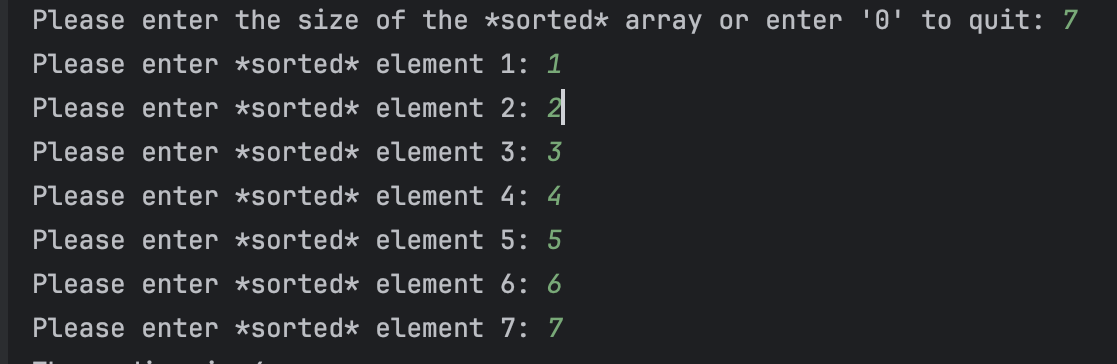 Please enter the size of the *sorted* array or enter '0' to quit: 7
Please enter *sorted* element 1: 1
Please enter *sorted* element 2: 2
Please enter *sorted* element 3: 3
Please enter *sorted* element 4: 4
Please enter *sorted* element 5: 5
Please enter *sorted* element 6: 6
Please enter *sorted* element 7: 7